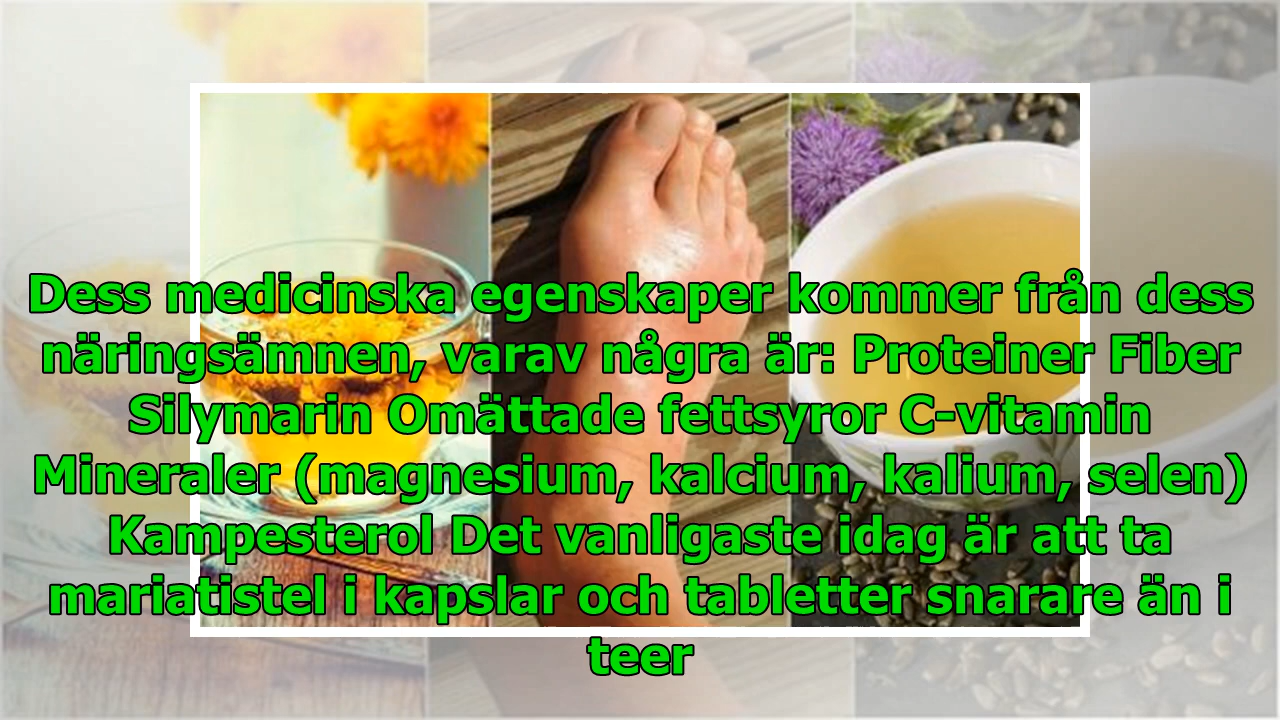 Dess medicinska egenskaper kommer från dess
näringsämnen, varav några är: Proteiner Fiber
Silymarin Omättade fettsyror C-vitamin
Mineraler (magnesium, kalcium, kalium, selen)
Kampesterol Det vanligaste idag är att ta
mariatistel i kapslar och tabletter snarare än i
teer